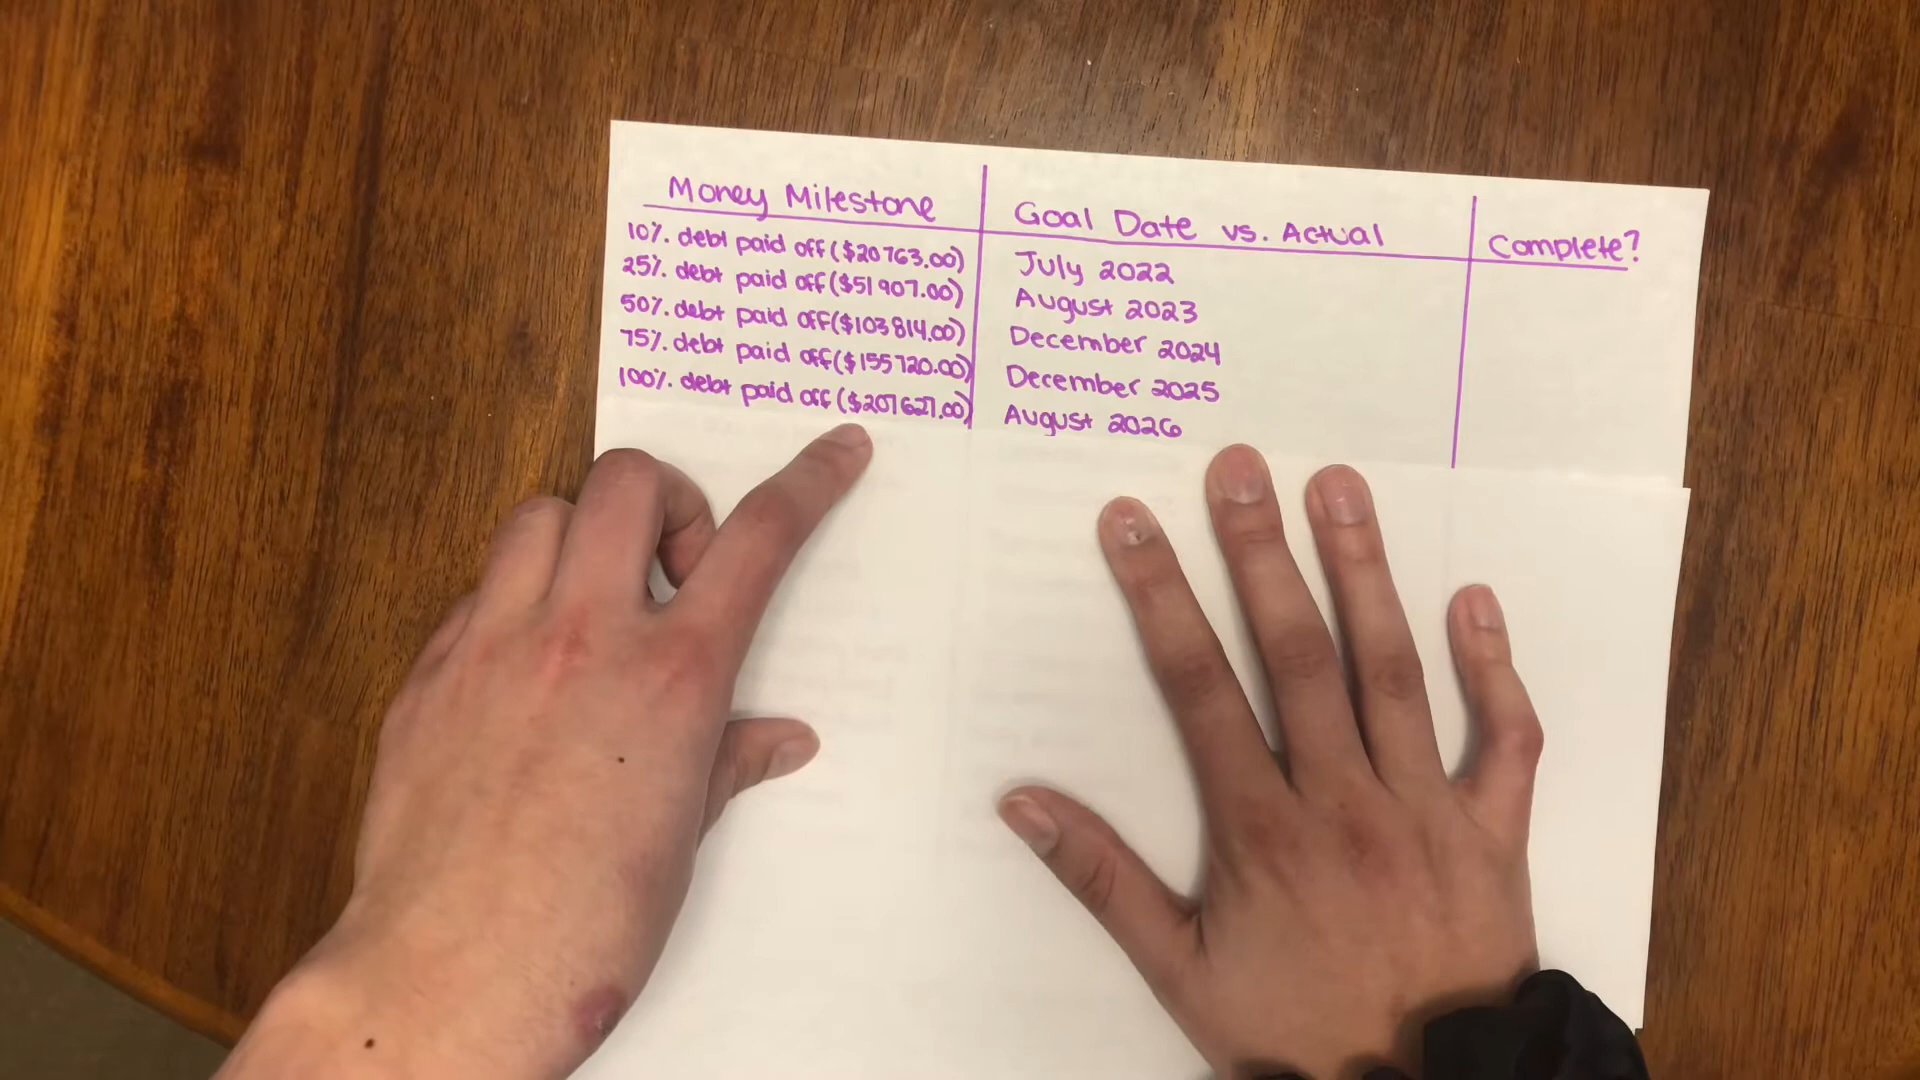 Money Milestone Goal Date vs. Actual Complete?
10%. debt paid off ($20763.00) July 2022
25%. debt paid off ($51907.00) August 2023
50%. debt paid off ($103814.00) December 2024
75%. debt paid off ($155720.00) December 2025
100%. debt paid off ($207627.00) August 2026